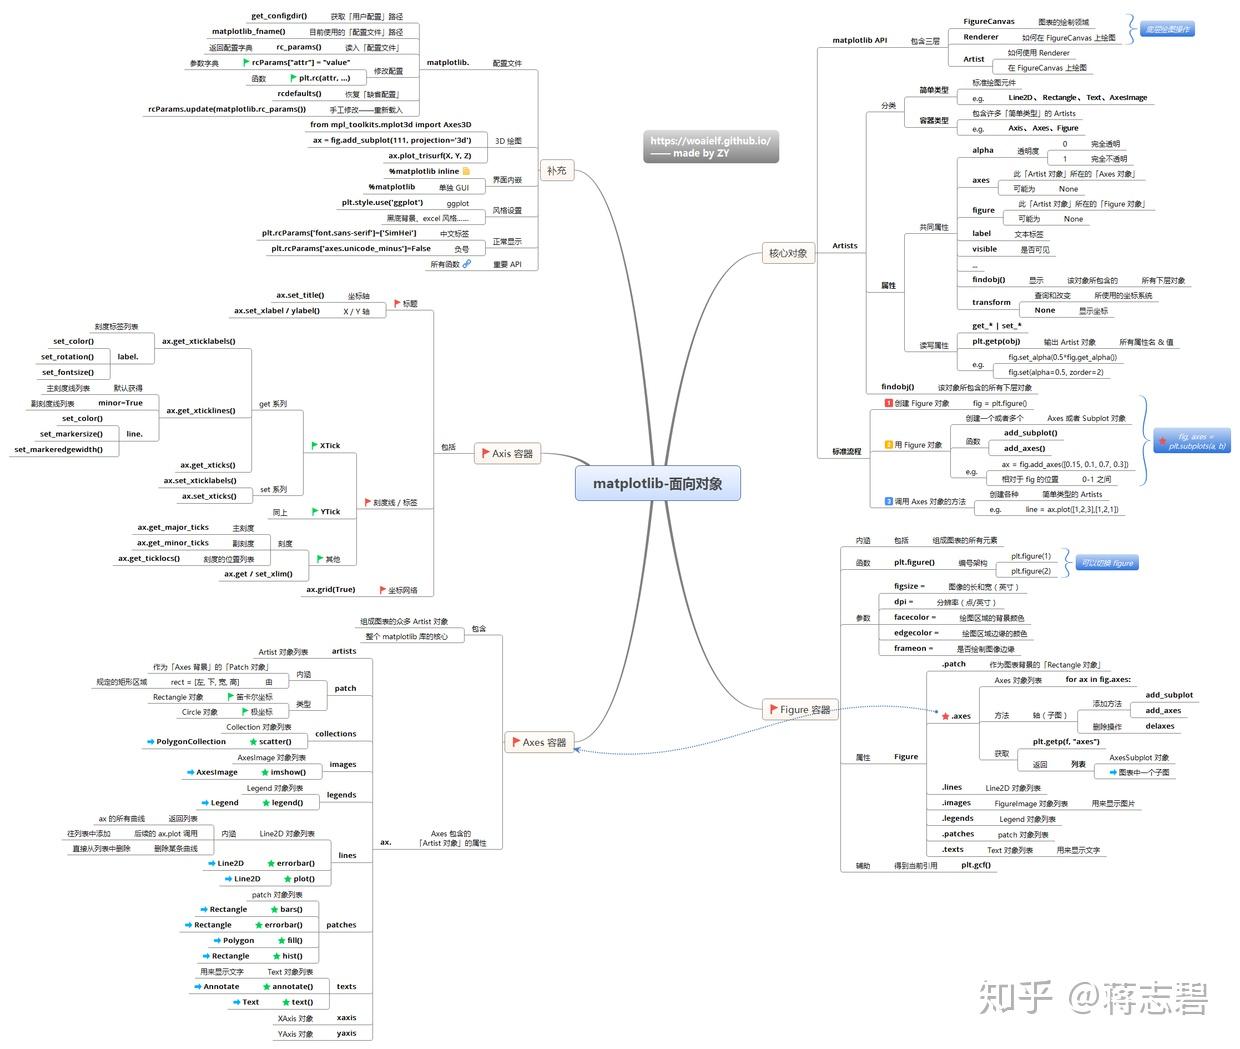 matplotlib-面向对象
https://woaielf.github.io/
—— made by ZY
补充
matplotlib. 配置文件
get_configdir() 获取「用户配置」路径
matplotlib_fname() 目前使用的「配置文件」路径
返回配置字典 rc_params() 读入「配置文件」
参数字典 rcParams["attr"] = "value"
修改配置
函数 plt.rc(attr, ...)
rcdefaults() 恢复「缺省配置」
rcParams.update(matplotlib.rc_params()) 手工修改——重新载入
from mpl_toolkits.mplot3d import Axes3D
ax = fig.add_subplot(111, projection='3d') 3D 绘图
ax.plot_trisurf(X, Y, Z)
%matplotlib inline
界面内嵌
%matplotlib 单独 GUI
plt.style.use('ggplot') ggplot
风格设置
黑底背景、excel 风格......
plt.rcParams['font.sans-serif']=['SimHei'] 中文标签
正常显示
plt.rcParams['axes.unicode_minus']=False 负号
所有函数 重要 API
Axis 容器
包括
ax.set_title() 坐标轴
标题
ax.set_xlabel / ylabel() X / Y 轴
刻度线 / 标签
XTick
get 系列
刻度标签列表
ax.get_xticklabels()
set_color()
set_rotation() label.
set_fontsize()
主刻度线列表 默认获得
副刻度线列表 minor=True
ax.get_xticklines()
set_color()
set_markersize() line.
set_markeredgewidth()
ax.get_xticks()
ax.set_xticklabels()
set 系列
ax.set_xticks()
同上 YTick
ax.get_major_ticks 主刻度
ax.get_minor_ticks 副刻度 刻度
ax.get_ticklocs() 刻度的位置列表
其他
ax.get / set_xlim()
ax.grid(True) 坐标网络
Axes 容器
组成图表的众多 Artist 对象
包含
整个 matplotlib 库的核心
ax. Axes 包含的
「Artist 对象」的属性
Artist 对象列表 artists
作为「Axes 背景」的「Patch 对象」
内涵
规定的矩形区域 rect = [左, 下, 宽, 高] 由
patch
Rectangle 对象 笛卡尔坐标
类型
Circle 对象 极坐标
Collection 对象列表
collections
PolygonCollection scatter()
AxesImage 对象列表
images
AxesImage imshow()
Legend 对象列表
legends
Legend legend()
ax 的所有曲线 返回列表
往列表中添加 后续的 ax.plot 调用 内涵 Line2D 对象列表
直接从列表中删除 删除某条曲线
lines
Line2D errorbar()
Line2D plot()
patch 对象列表
Rectangle bars()
Rectangle errorbar() patches
Polygon fill()
Rectangle hist()
用来显示文字 Text 对象列表
Annotate annotate() texts
Text text()
XAxis 对象 xaxis
YAxis 对象 yaxis
核心对象
matplotlib API 包含三层
FigureCanvas 图表的绘制领域
Renderer 如何在 FigureCanvas 上绘图
底层绘图操作
Artist
如何使用 Renderer
在 FigureCanvas 上绘图
Artists
分类
简单类型
标准绘图元件
e.g. Line2D、Rectangle、Text、AxesImage
容器类型
包含许多「简单类型」的 Artists
e.g. Axis、Axes、Figure
属性
共同属性
alpha 透明度
0 完全透明
1 完全不透明
axes
此「Artist 对象」所在的「Axes 对象」
可能为 None
figure
此「Artist 对象」所在的「Figure 对象」
可能为 None
label 文本标签
visible 是否可见
...
findobj() 显示 该对象所包含的 所有下层对象
transform
查询和改变 所使用的坐标系统
None 显示坐标
读写属性
get_* | set_*
plt.getp(obj) 输出 Artist 对象 所有属性名 & 值
e.g.
fig.set_alpha(0.5*fig.get_alpha())
fig.set(alpha=0.5, zorder=2)
findobj() 该对象所包含的所有下层对象
标准流程
1 创建 Figure 对象 fig = plt.figure()
2 用 Figure 对象
创建一个或者多个 Axes 或者 Subplot 对象
函数
add_subplot()
add_axes()
e.g.
ax = fig.add_axes([0.15, 0.1, 0.7, 0.3])
相对于 fig 的位置 0-1 之间
3 调用 Axes 对象的方法
创建各种 简单类型的 Artists
e.g. line = ax.plot([1,2,3],[1,2,1])
fig, axes =
plt.subplots(a, b)
Figure 容器
内涵 包括 组成图表的所有元素
函数 plt.figure() 编号架构
plt.figure(1)
plt.figure(2)
可以切换 figure
参数
figsize = 图像的长和宽（英寸）
dpi = 分辨率（点/英寸）
facecolor = 绘图区域的背景颜色
edgecolor = 绘图区域边缘的颜色
frameon = 是否绘制图像边缘
属性 Figure
.patch 作为图表背景的「Rectangle 对象」
.axes
Axes 对象列表 for ax in fig.axes:
方法 轴（子图）
添加方法
add_subplot
add_axes
删除操作 delaxes
获取
plt.getp(f, "axes")
返回 列表
AxesSubplot 对象
图表中一个子图
.lines Line2D 对象列表
.images FigureImage 对象列表 用来显示图片
.legends Legend 对象列表
.patches patch 对象列表
.texts Text 对象列表 用来显示文字
辅助 得到当前引用 plt.gcf()
知乎 @蒋志碧